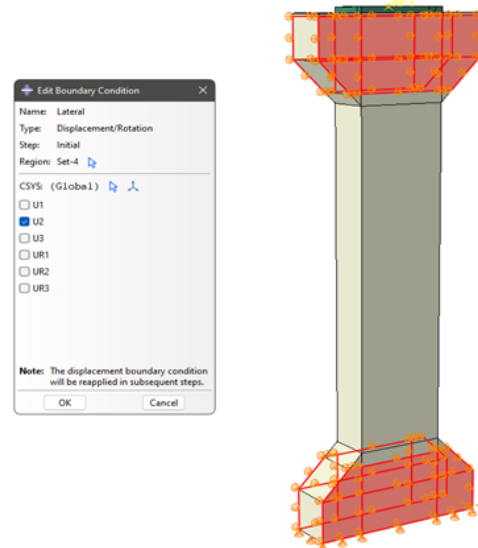 Edit Boundary Condition
Name: Lateral
Type: Displacement/Rotation
Step: Initial
Region: Set-4
CSYS: (Global)
U1
U2
U3
UR1
UR2
UR3
Note: The displacement boundary condition
will be reapplied in subsequent steps.
OK Cancel